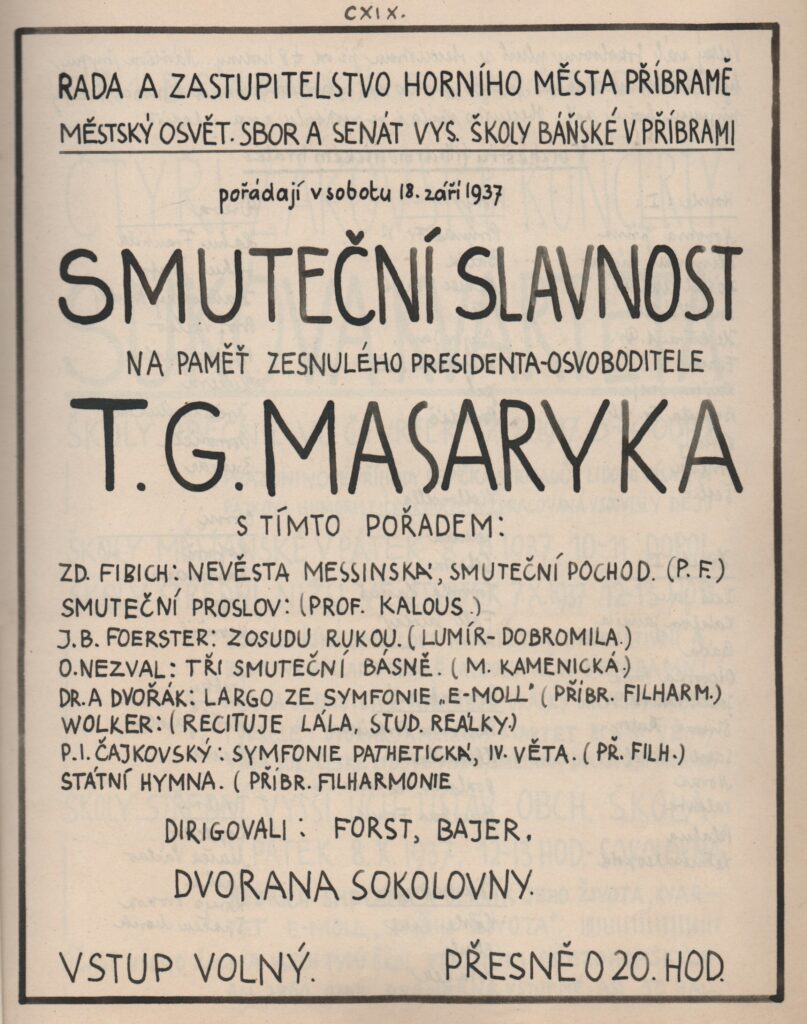 CXIX.
RADA A ZASTUPITELSTVO HORNÍHO MĚSTA PŘÍBRAMĚ
MĚSTSKÝ OSVĚT. SBOR A SENÁT VYS. ŠKOLY BÁŇSKÉ V PŘÍBRAMI
pořádají v sobotu 18. září 1937
SMUTEČNÍ SLAVNOST
NA PAMĚŤ ZESNULÉHO PRESIDENTA-OSVOBODITELE
T. G. MASARYKA
S TÍMTO POŘADEM:
ZD. FIBICH: NEVĚSTA MESSINSKÁ, SMUTEČNÍ POCHOD. (P. F.)
SMUTEČNÍ PROSLOV: (PROF. KALOUS.)
J.B. FOERSTER: Z OSUDU RUKOU. (LUMÍR-DOBROMILA.)
O. NEZVAL: TŘI SMUTEČNÍ BÁSNĚ. (M. KAMENICKÁ.)
DR. A DVOŘÁK: LARGO ZE SYMFONIE „E-MOLL" (PŘÍBR. FILHARM.)
WOLKER: (RECITUJE LÁLA, STUD. REÁLKY.)
P. I. ČAJKOVSKÝ: SYMFONIE PATHETICKÁ, IV. VĚTA. (PŘ. FILH.)
STÁTNÍ HYMNA. (PŘÍBR. FILHARMONIE
DIRIGOVALI: FORST, BAJER.
DVORANA SOKOLOVNY.
VSTUP VOLNÝ. PŘESNĚ O 20. HOD.